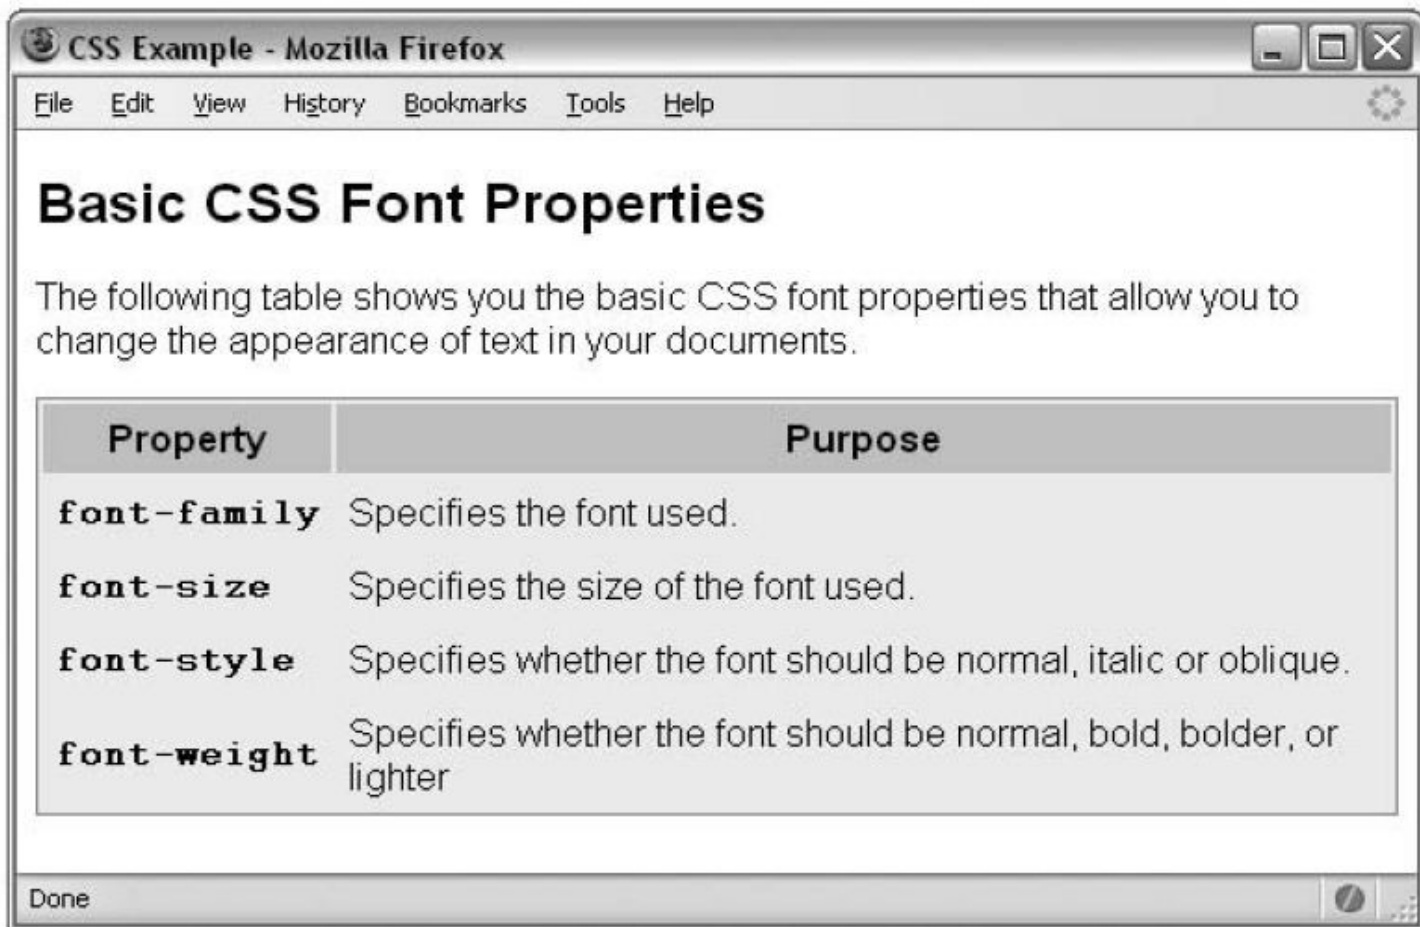 CSS Example - Mozilla Firefox
File Edit View History Bookmarks Tools Help
Basic CSS Font Properties
The following table shows you the basic CSS font properties that allow you to
change the appearance of text in your documents.
Property Purpose
font-family Specifies the font used.
font-size Specifies the size of the font used.
font-style Specifies whether the font should be normal, italic or oblique.
font-weight Specifies whether the font should be normal, bold, bolder, or
lighter
Done